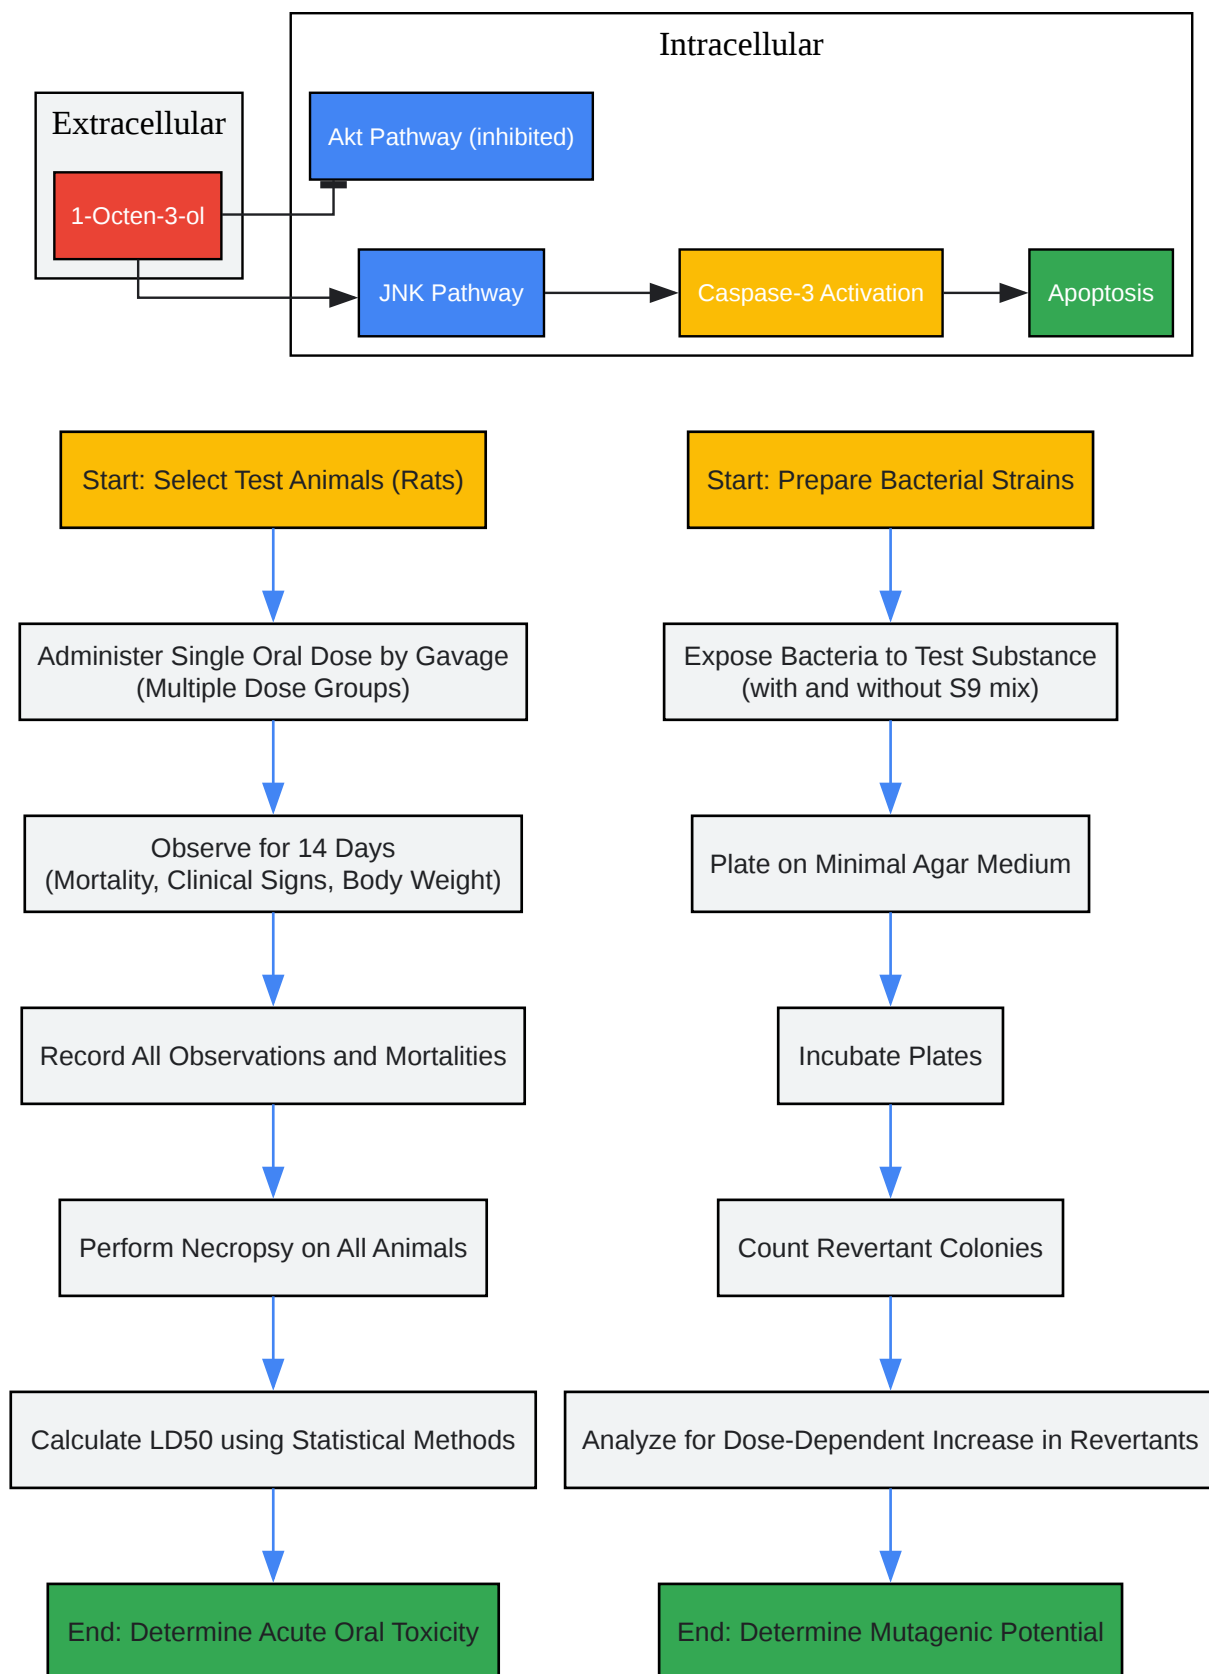 Intracellular
Extracellular
Akt Pathway (inhibited)
1-Octen-3-ol
JNK Pathway
Caspase-3 Activation
Apoptosis
Start: Select Test Animals (Rats)
Administer Single Oral Dose by Gavage
(Multiple Dose Groups)
Observe for 14 Days
(Mortality, Clinical Signs, Body Weight)
Record All Observations and Mortalities
Perform Necropsy on All Animals
Calculate LD50 using Statistical Methods
End: Determine Acute Oral Toxicity
Start: Prepare Bacterial Strains
Expose Bacteria to Test Substance
(with and without S9 mix)
Plate on Minimal Agar Medium
Incubate Plates
Count Revertant Colonies
Analyze for Dose-Dependent Increase in Revertants
End: Determine Mutagenic Potential